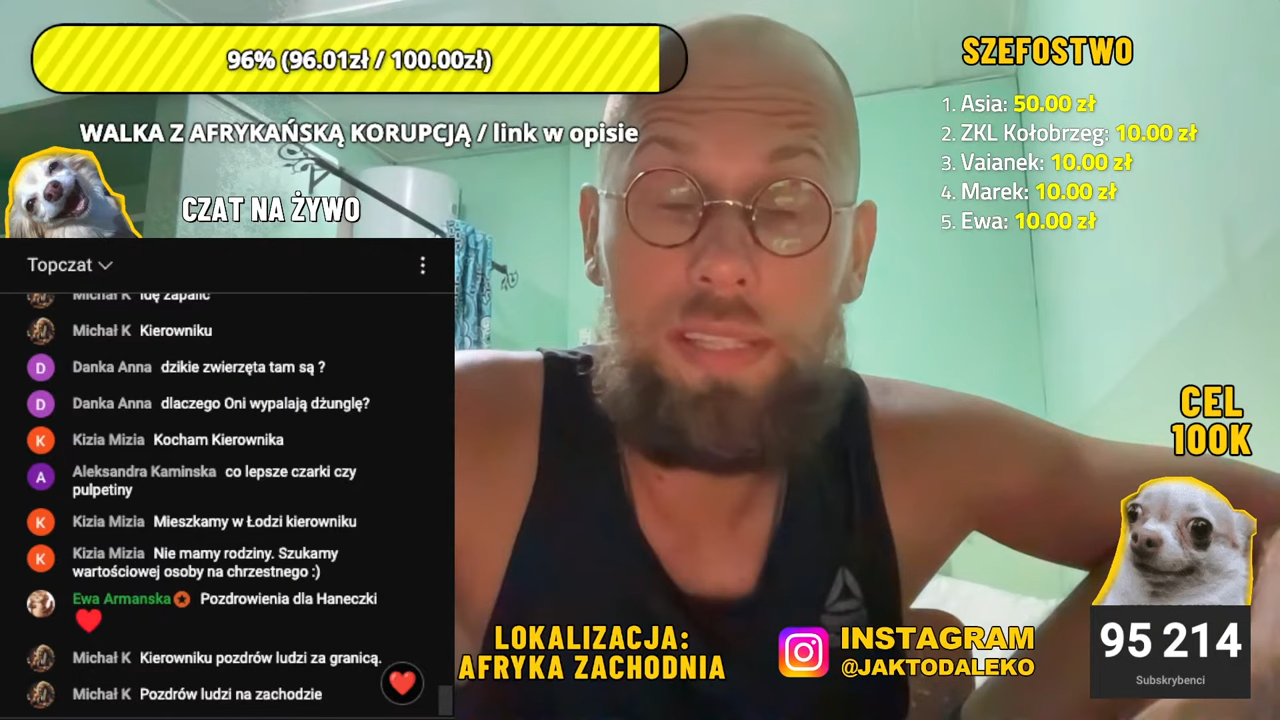 96% (96.01zł / 100.00zł)
WALKA Z AFRYKAŃSKĄ KORUPCJĄ / link w opisie
CZAT NA ŻYWO
Topczat
Michał K idę zapalic
Michał K Kierowniku
D Danka Anna dzikie zwierzęta tam są ?
D Danka Anna dlaczego Oni wypalają dżunglę?
K Kizia Mizia Kocham Kierownika
A Aleksandra Kaminska co lepsze czarki czy
pulpetiny
K Kizia Mizia Mieszkamy w Łodzi kierowniku
K Kizia Mizia Nie mamy rodziny. Szukamy
wartościowej osoby na chrzestnego :)
Ewa Armanska Pozdrowienia dla Haneczki
Michał K Kierowniku pozdrów ludzi za granicą.
Michał K Pozdrów ludzi na zachodzie
SZEFOSTWO
1. Asia: 50.00 zł
2. ZKL Kołobrzeg: 10.00 zł
3. Vaianek: 10.00 zł
4. Marek: 10.00 zł
5. Ewa: 10.00 zł
CEL
100K
95 214
Subskrybenci
LOKALIZACJA:
AFRYKA ZACHODNIA
INSTAGRAM
@JAKTODALEKO